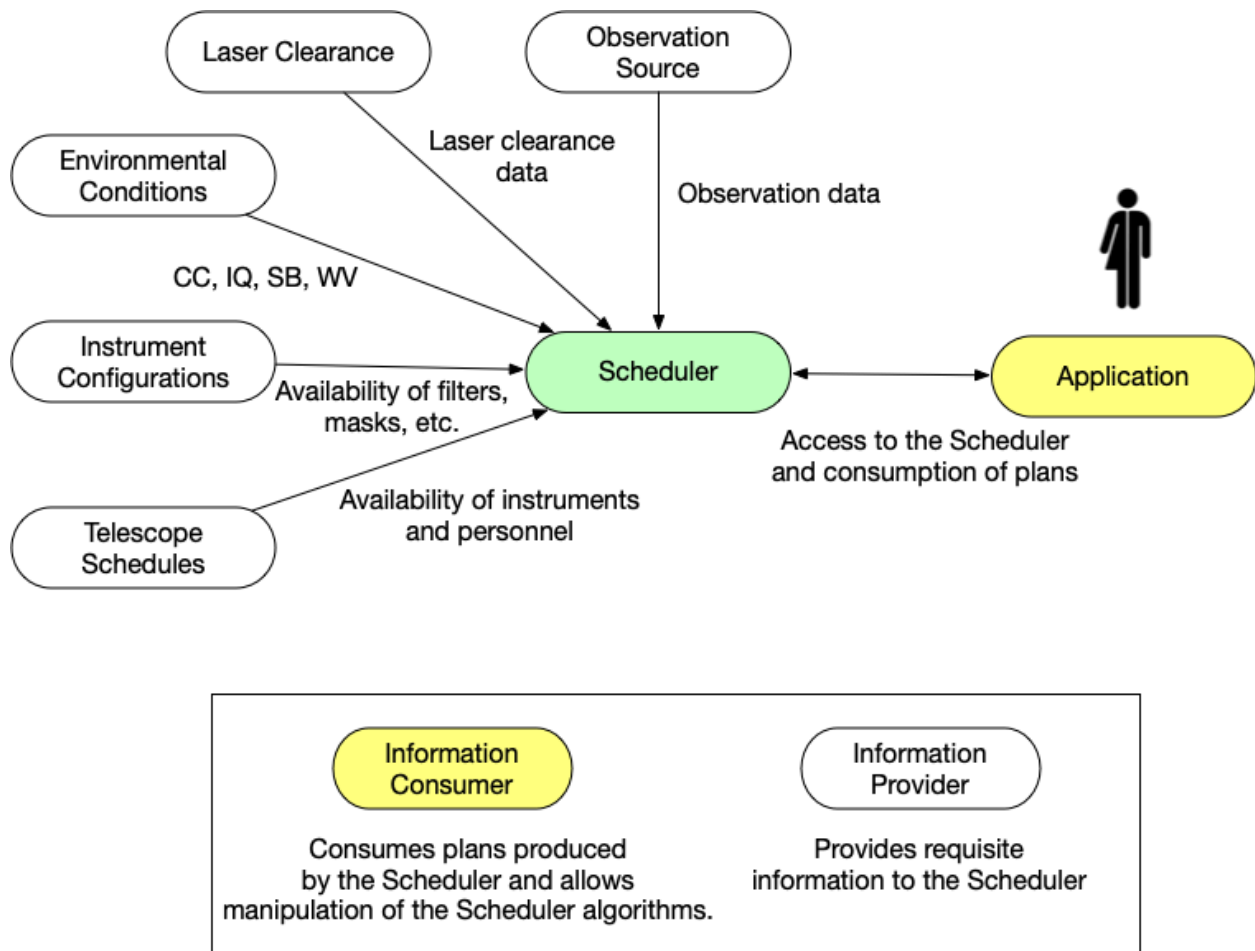 Laser Clearance
Observation
Source
Laser clearance
data
Environmental
Conditions
Observation data
CC, IQ, SB, WV
Instrument
Configurations
Availability of filters,
masks, etc.
Scheduler
Application
Access to the Scheduler
and consumption of plans
Telescope
Schedules
Availability of instruments
and personnel
Information
Consumer
Consumes plans produced
by the Scheduler and allows
manipulation of the Scheduler algorithms.
Information
Provider
Provides requisite
information to the Scheduler